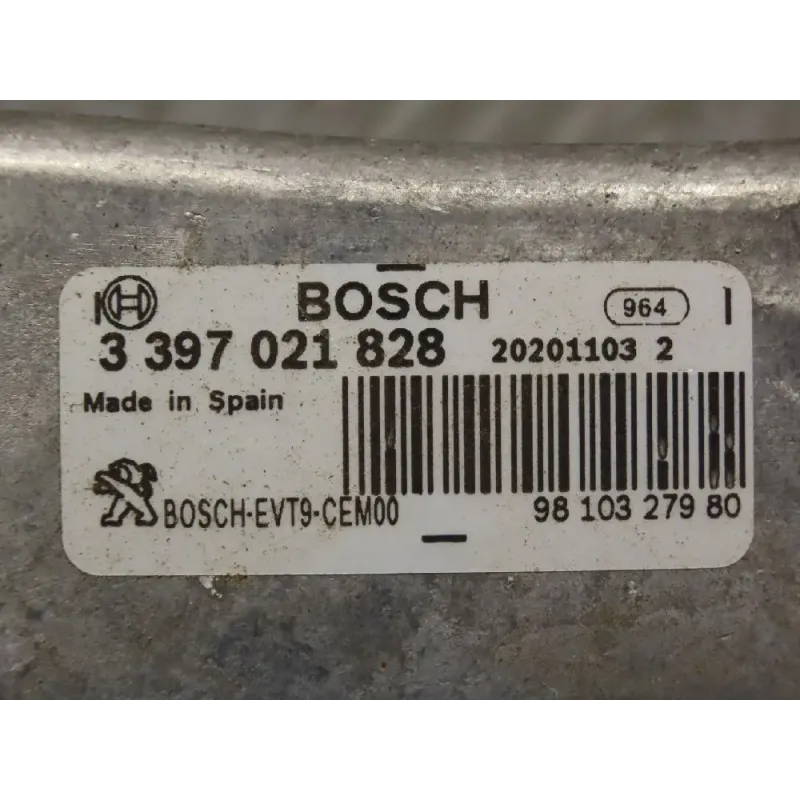 BOSCH 964
3 397 021 828 20201103 2
Made in Spain
BOSCH-EVT9-CEM00
98 103 279 80